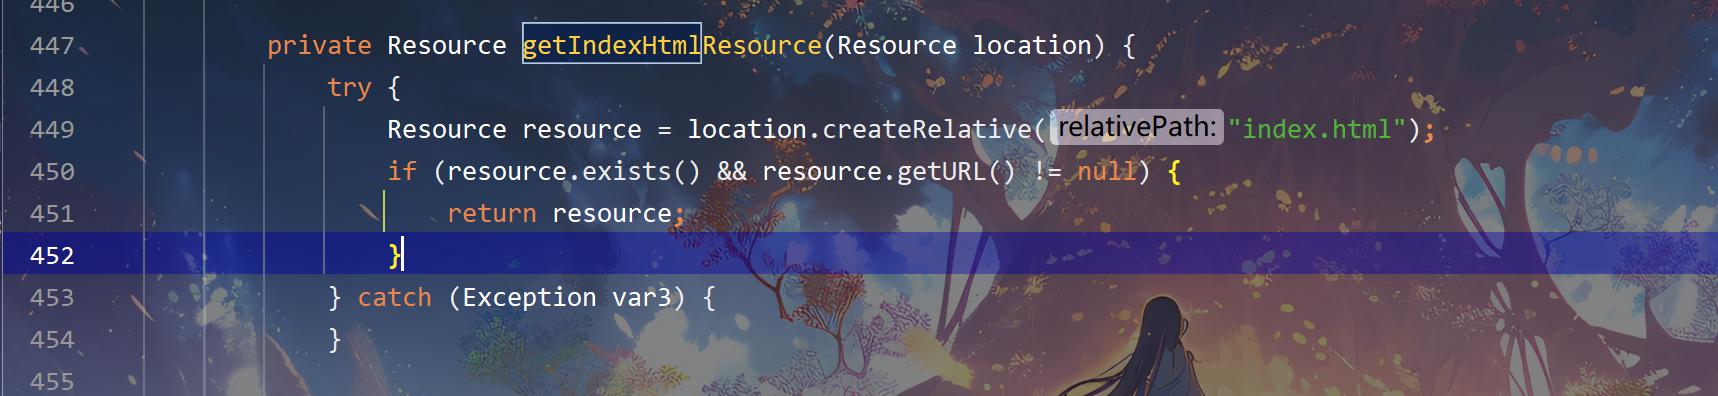 446
447 private Resource getIndexHtmlResource(Resource location) {
448 try {
449 Resource resource = location.createRelative( relativePath: "index.html");
450 if (resource.exists() && resource.getURL() != null) {
451 return resource;
452 }
453 } catch (Exception var3) {
454 }
455